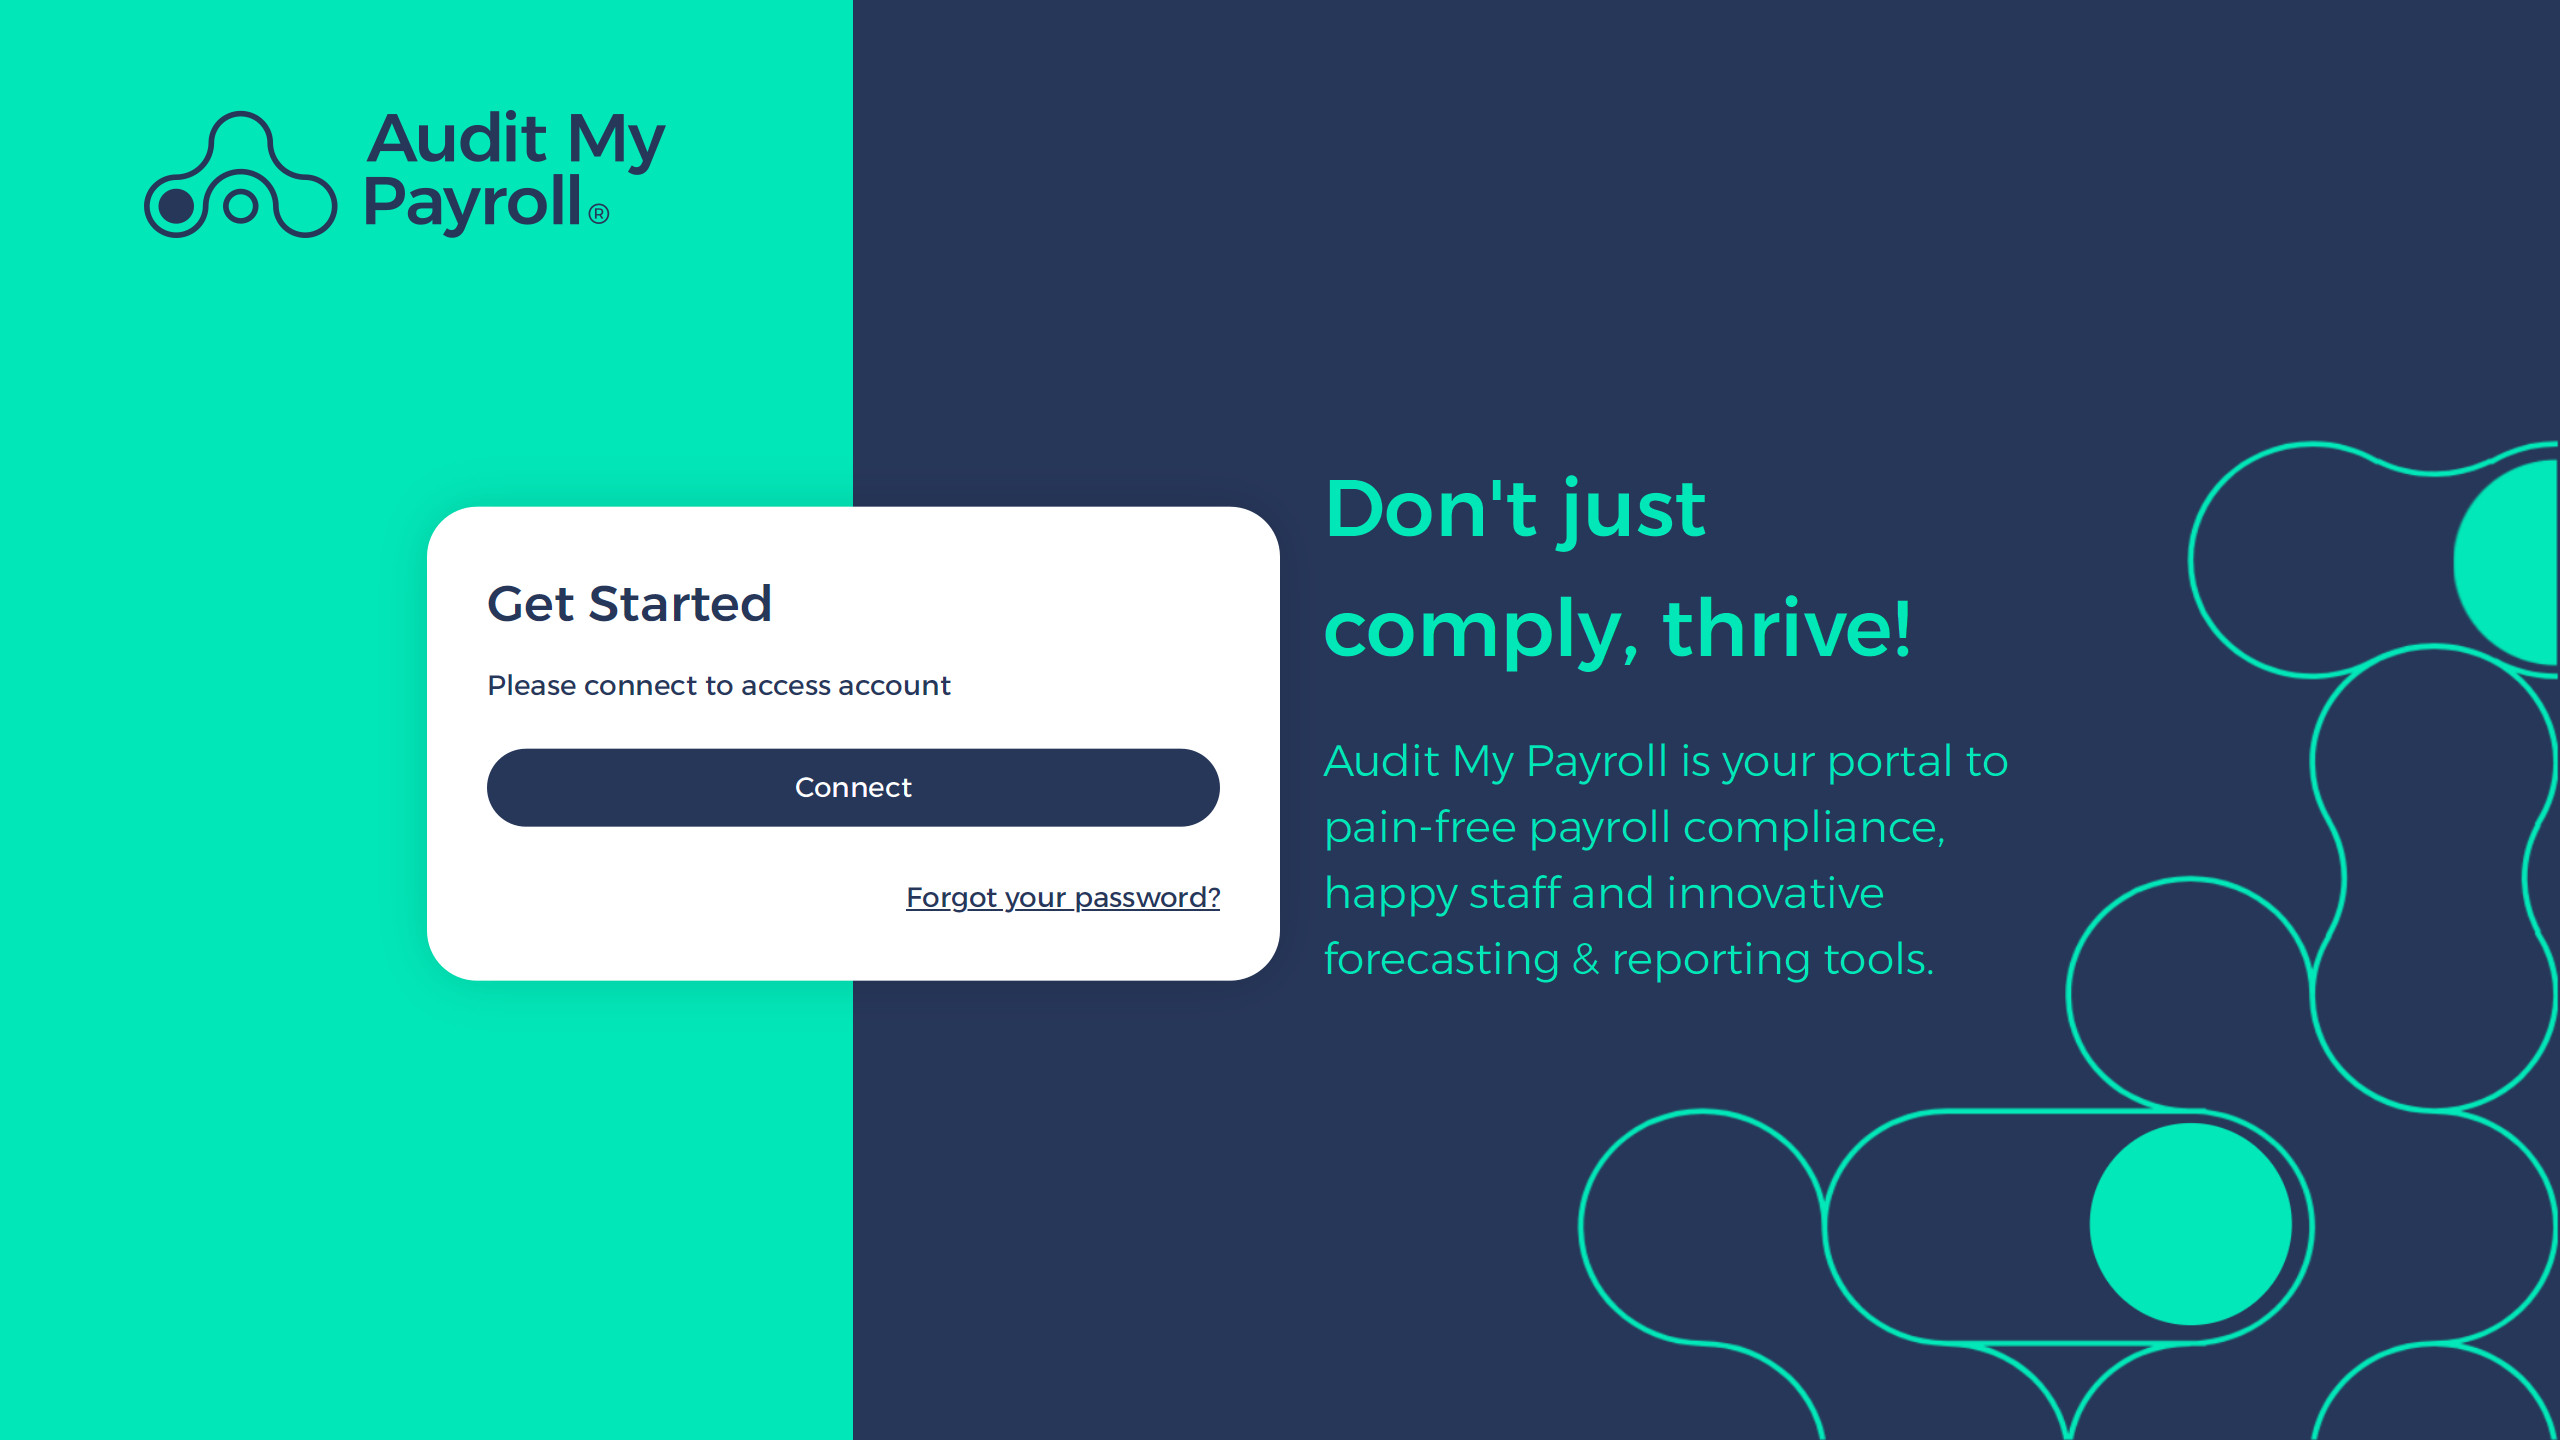 Audit My
Payroll®
Get Started
Please connect to access account
Connect
Forgot your password?
Don't just
comply, thrive!
Audit My Payroll is your portal to
pain-free payroll compliance,
happy staff and innovative
forecasting & reporting tools.